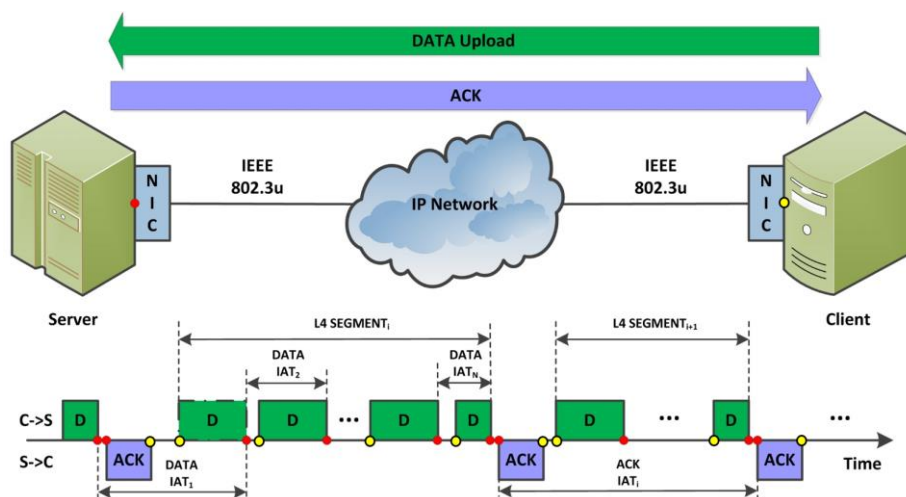 DATA Upload
ACK
IEEE
802.3u
IEEE
802.3u
N
I
C
IP Network
N
I
C
Server
Client
L4 SEGMENTi
L4 SEGMENTi+1
DATA
IAT2
DATA
IATN
C->S
D
D
D
...
D
D
D
...
D
...
S->C
ACK
DATA
IAT1
ACK
ACK
IATi
ACK
Time